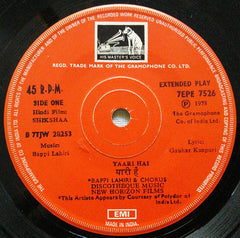 HIS MASTER'S VOICE
REGD. TRADE MARK OF THE GRAMOPHONE CO. LTD.
45 R·P·M·
EXTENDED PLAY
7EPE 7526
SIDE ONE
Hindi Film:
SHIKSHAA
℗ 1978
The Gramophone
Co. of India Ltd.
D 7TJW 20253
Music:
Bappi Lahiri
Lyric:
Gauhar Kanpuri
YAARI HAI
यारी है
*BAPPI LAHIRI & CHORUS
DISCOTHEQUE MUSIC
NEW HORIZON FILMS
*This Artiste Appears by Courtesy of Polydor of
India Ltd.
EMI
MADE IN INDIA